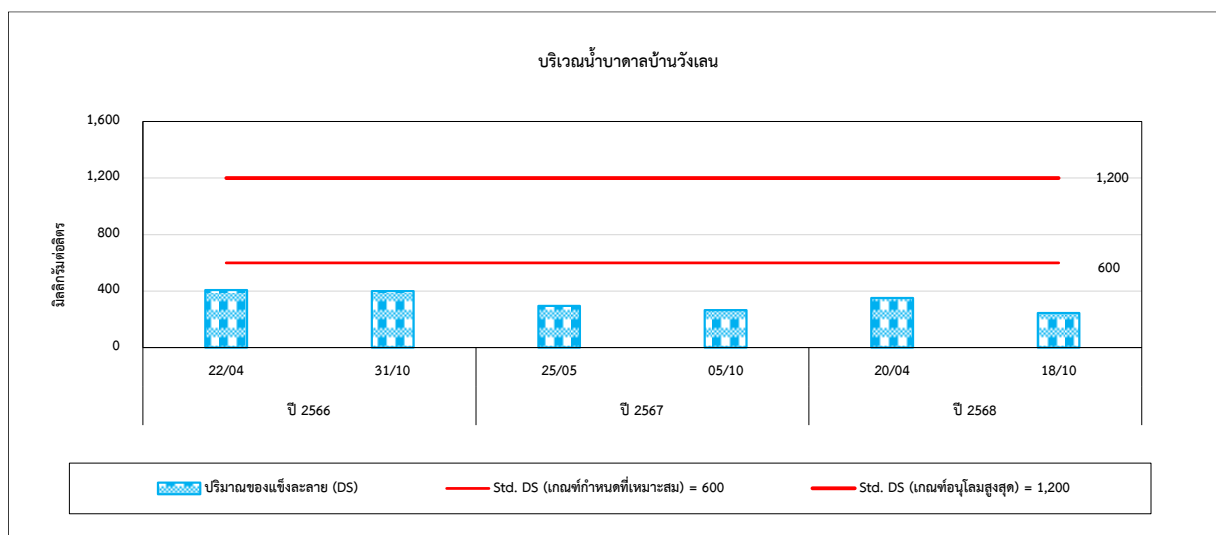 บริเวณน้ำบาดาลบ้านวังเลน
มิลลิกรัมต่อลิตร
1,600
1,200
800
400
0
1,200
600
22/04 31/10 25/05 05/10 20/04 18/10
ปี 2566 ปี 2567 ปี 2568
ปริมาณของแข็งละลาย (DS) Std. DS (เกณฑ์กำหนดที่เหมาะสม) = 600 Std. DS (เกณฑ์อนุโลมสูงสุด) = 1,200